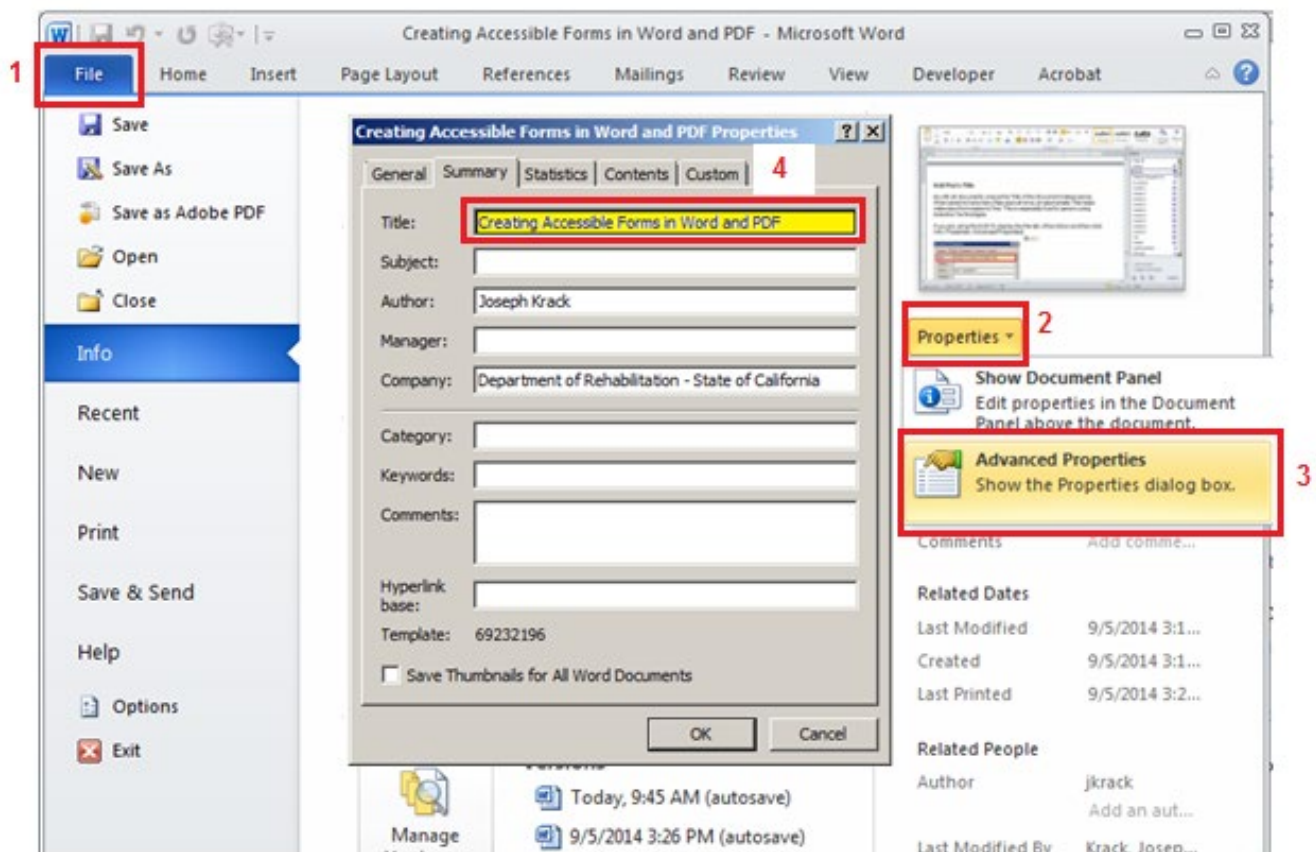 Creating Accessible Forms in Word and PDF - Microsoft Word
1
File Home Insert Page Layout References Mailings Review View Developer Acrobat
Save
Save As
Save as Adobe PDF
Open
Close
Info
Recent
New
Print
Save & Send
Help
Options
Exit
Creating Accessible Forms in Word and PDF Properties
General Summary Statistics Contents Custom
4
Title: Creating Accessible Forms in Word and PDF
Subject:
Author: Joseph Krack
Manager:
Company: Department of Rehabilitation - State of California
Category:
Keywords:
Comments:
Hyperlink
base:
Template: 69232196
Save Thumbnails for All Word Documents
OK Cancel
Manage
Today, 9:45 AM (autosave)
9/5/2014 3:26 PM (autosave)
Properties
2
Show Document Panel
Edit properties in the Document
Panel above the document.
Advanced Properties
Show the Properties dialog box.
3
Comments Add comme...
Related Dates
Last Modified 9/5/2014 3:1...
Created 9/5/2014 3:1...
Last Printed 9/5/2014 3:2...
Related People
Author jkrack
Add an aut...
Last Modified By Krack, Josep...